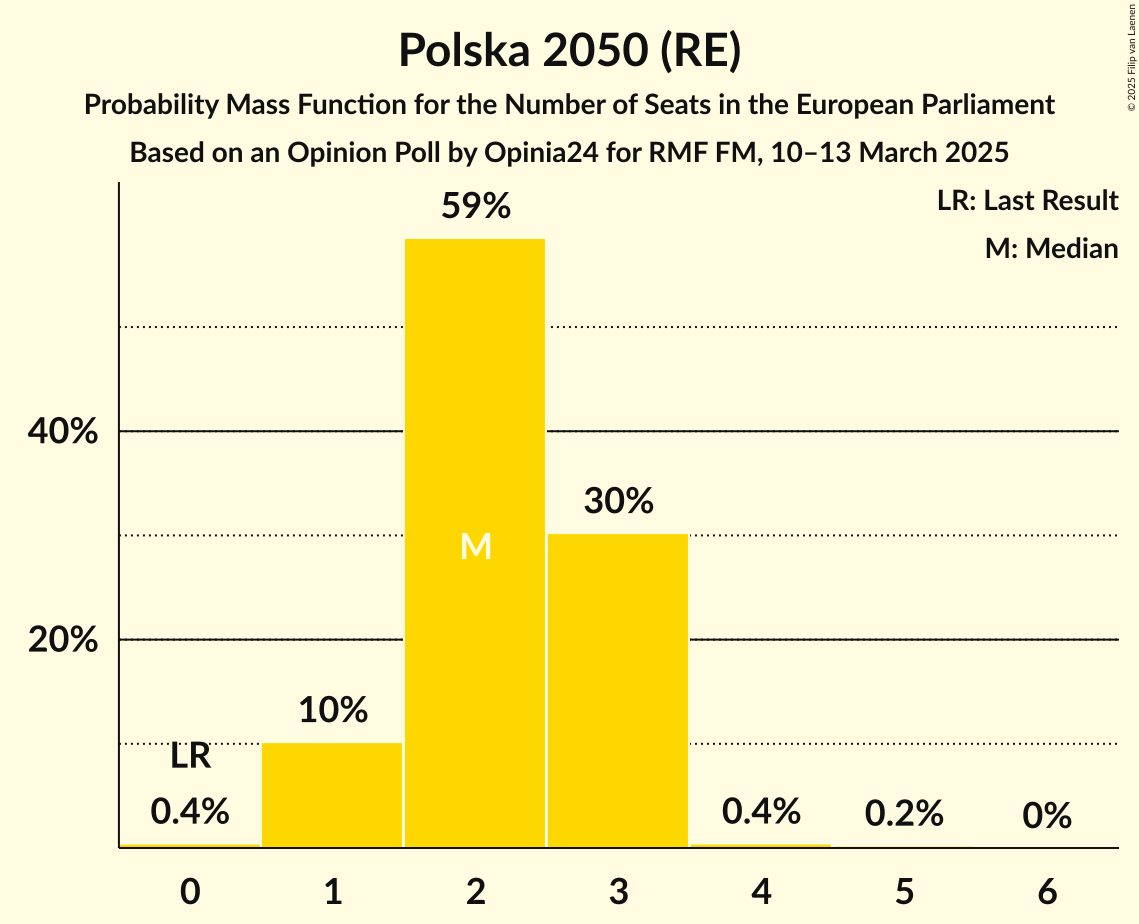 Polska 2050 (RE)
Probability Mass Function for the Number of Seats in the European Parliament
Based on an Opinion Poll by Opinia24 for RMF FM, 10–13 March 2025
© 2025 Filip van Laenen
LR: Last Result
M: Median
59%
40%
30%
M
20%
10%
LR
0.4%
0.4%
0.2%
0%
0 1 2 3 4 5 6